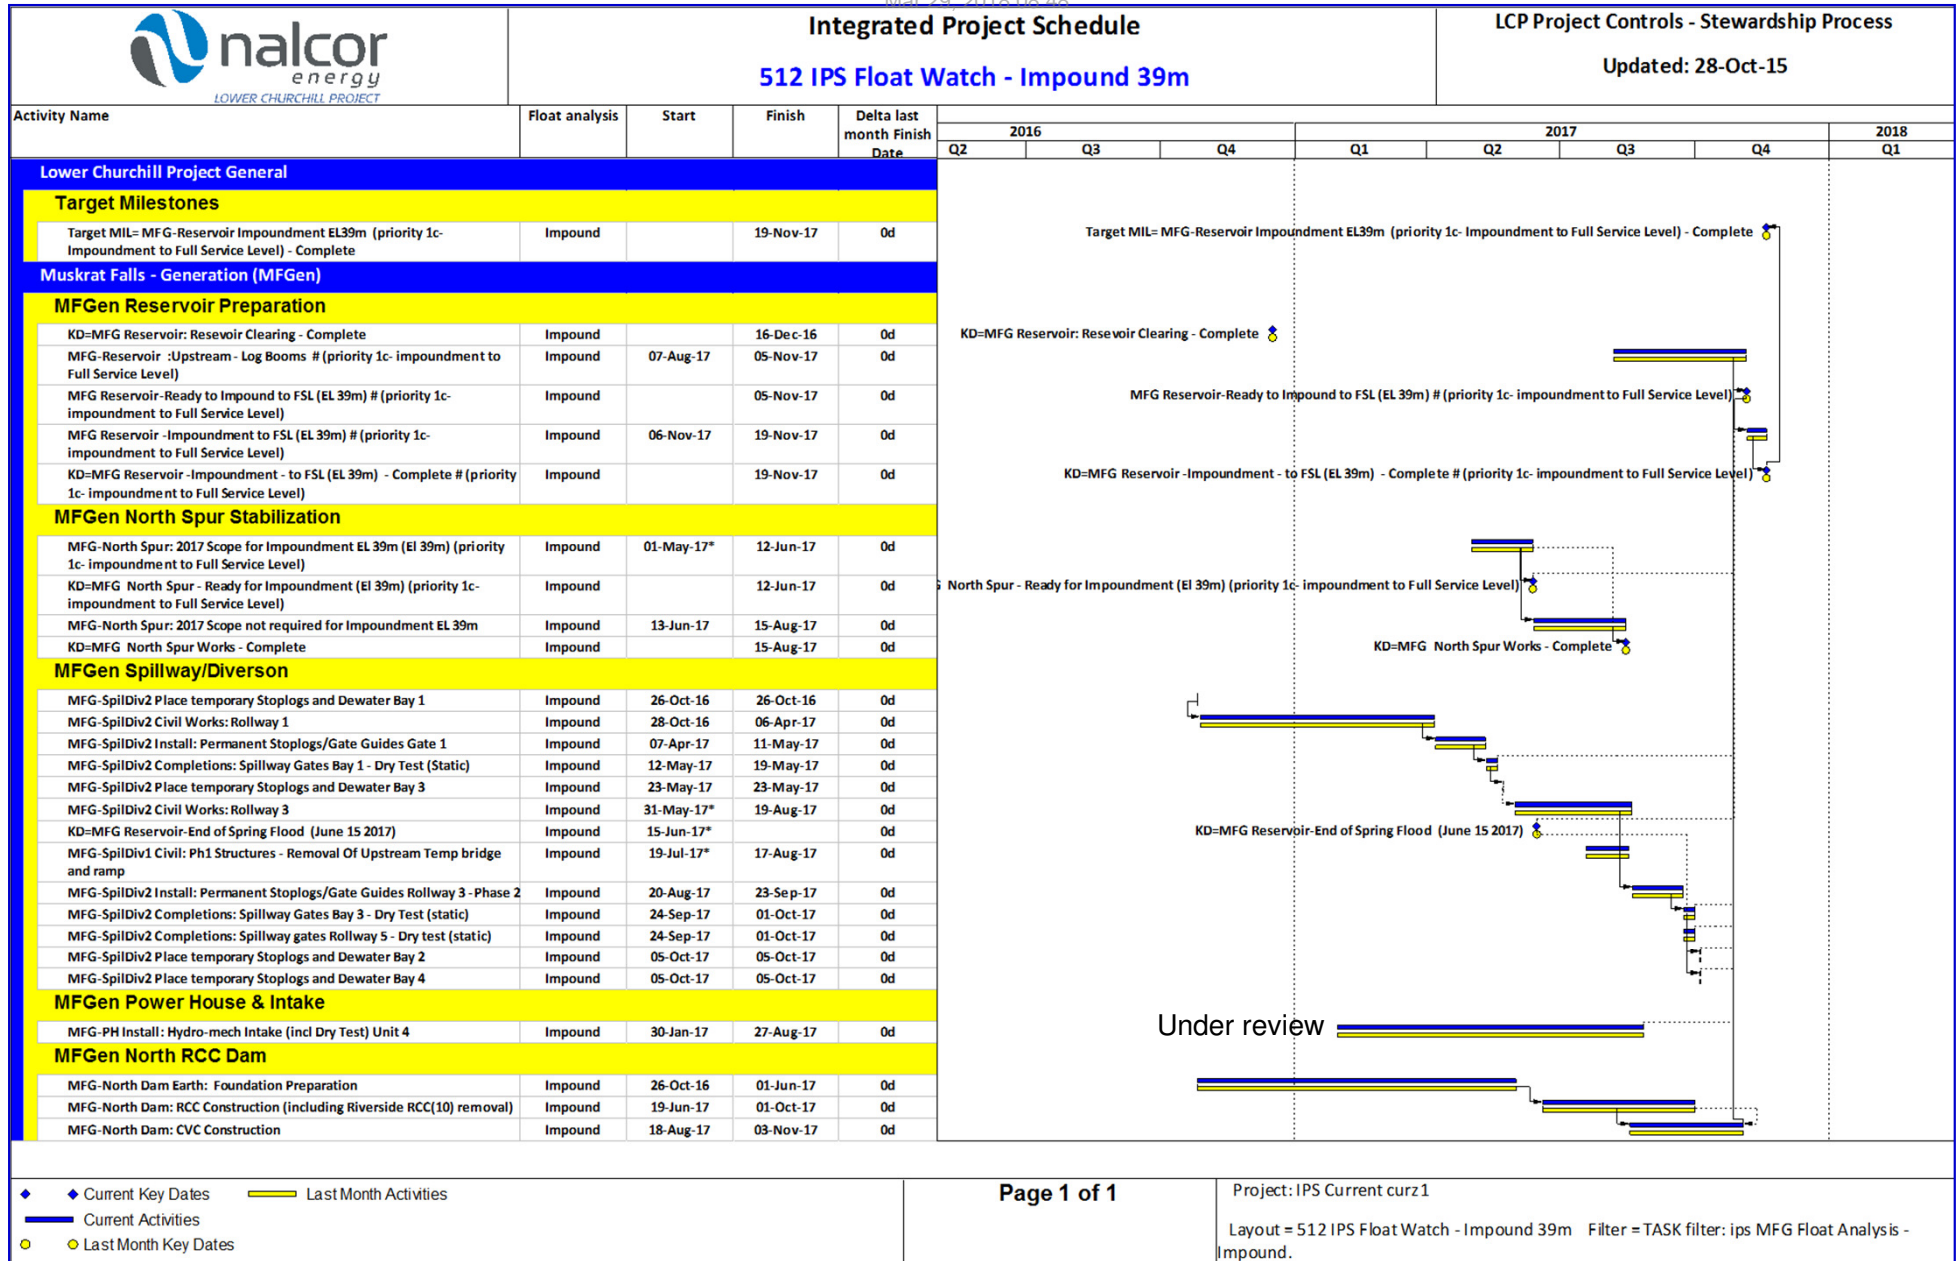 Mar 29, 2018 08:48
nalcor
energy
LOWER CHURCHILL PROJECT
Integrated Project Schedule
512 IPS Float Watch - Impound 39m
LCP Project Controls - Stewardship Process
Updated: 28-Oct-15
Activity Name Float analysis Start Finish Delta last
month Finish
Date
2016 2017 2018
Q2 Q3 Q4 Q1 Q2 Q3 Q4 Q1
Lower Churchill Project General
Target Milestones
Target MIL= MFG-Reservoir Impoundment EL39m (priority 1c- Impound 19-Nov-17 0d Target MIL= MFG-Reservoir Impoundment EL39m (priority 1c- Impoundment to Full Service Level) - Complete
Impoundment to Full Service Level) - Complete
Muskrat Falls - Generation (MFGen)
MFGen Reservoir Preparation
KD=MFG Reservoir: Resevoir Clearing - Complete Impound 16-Dec-16 0d KD=MFG Reservoir: Resevoir Clearing - Complete
MFG-Reservoir :Upstream - Log Booms # (priority 1c- impoundment to Impound 07-Aug-17 05-Nov-17 0d
Full Service Level)
MFG Reservoir-Ready to Impound to FSL (EL 39m) # (priority 1c- Impound 05-Nov-17 0d MFG Reservoir-Ready to Impound to FSL (EL 39m) # (priority 1c- impoundment to Full Service Level)
impoundment to Full Service Level)
MFG Reservoir -Impoundment to FSL (EL 39m) # (priority 1c- Impound 06-Nov-17 19-Nov-17 0d
impoundment to Full Service Level)
KD=MFG Reservoir -Impoundment - to FSL (EL 39m) - Complete # (priority Impound 19-Nov-17 0d KD=MFG Reservoir -Impoundment - to FSL (EL 39m) - Complete # (priority 1c- impoundment to Full Service Level)
1c- impoundment to Full Service Level)
MFGen North Spur Stabilization
MFG-North Spur: 2017 Scope for Impoundment EL 39m (El 39m) (priority Impound 01-May-17* 12-Jun-17 0d
1c- impoundment to Full Service Level)
KD=MFG North Spur - Ready for Impoundment (El 39m) (priority 1c- Impound 12-Jun-17 0d North Spur - Ready for Impoundment (El 39m) (priority 1c- impoundment to Full Service Level)
impoundment to Full Service Level)
MFG-North Spur: 2017 Scope not required for Impoundment EL 39m Impound 13-Jun-17 15-Aug-17 0d
KD=MFG North Spur Works - Complete Impound 15-Aug-17 0d KD=MFG North Spur Works - Complete
MFGen Spillway/Diverson
MFG-SpilDiv2 Place temporary Stoplogs and Dewater Bay 1 Impound 26-Oct-16 26-Oct-16 0d
MFG-SpilDiv2 Civil Works: Rollway 1 Impound 28-Oct-16 06-Apr-17 0d
MFG-SpilDiv2 Install: Permanent Stoplogs/Gate Guides Gate 1 Impound 07-Apr-17 11-May-17 0d
MFG-SpilDiv2 Completions: Spillway Gates Bay 1 - Dry Test (Static) Impound 12-May-17 19-May-17 0d
MFG-SpilDiv2 Place temporary Stoplogs and Dewater Bay 3 Impound 23-May-17 23-May-17 0d
MFG-SpilDiv2 Civil Works: Rollway 3 Impound 31-May-17* 19-Aug-17 0d
KD=MFG Reservoir-End of Spring Flood (June 15 2017) Impound 15-Jun-17* 0d KD=MFG Reservoir-End of Spring Flood (June 15 2017)
MFG-SpilDiv1 Civil: Ph1 Structures - Removal Of Upstream Temp bridge Impound 19-Jul-17* 17-Aug-17 0d
and ramp
MFG-SpilDiv2 Install: Permanent Stoplogs/Gate Guides Rollway 3 - Phase 2 Impound 20-Aug-17 23-Sep-17 0d
MFG-SpilDiv2 Completions: Spillway Gates Bay 3 - Dry Test (static) Impound 24-Sep-17 01-Oct-17 0d
MFG-SpilDiv2 Completions: Spillway gates Rollway 5 - Dry test (static) Impound 24-Sep-17 01-Oct-17 0d
MFG-SpilDiv2 Place temporary Stoplogs and Dewater Bay 2 Impound 05-Oct-17 05-Oct-17 0d
MFG-SpilDiv2 Place temporary Stoplogs and Dewater Bay 4 Impound 05-Oct-17 05-Oct-17 0d
MFGen Power House & Intake
MFG-PH Install: Hydro-mech Intake (incl Dry Test) Unit 4 Impound 30-Jan-17 27-Aug-17 0d Under review
MFGen North RCC Dam
MFG-North Dam Earth: Foundation Preparation Impound 26-Oct-16 01-Jun-17 0d
MFG-North Dam: RCC Construction (including Riverside RCC(10) removal) Impound 19-Jun-17 01-Oct-17 0d
MFG-North Dam: CVC Construction Impound 18-Aug-17 03-Nov-17 0d
Current Key Dates Last Month Activities
Current Activities
Last Month Key Dates
Page 1 of 1
Project: IPS Current curz1
Layout = 512 IPS Float Watch - Impound 39m Filter = TASK filter: ips MFG Float Analysis -
Impound.